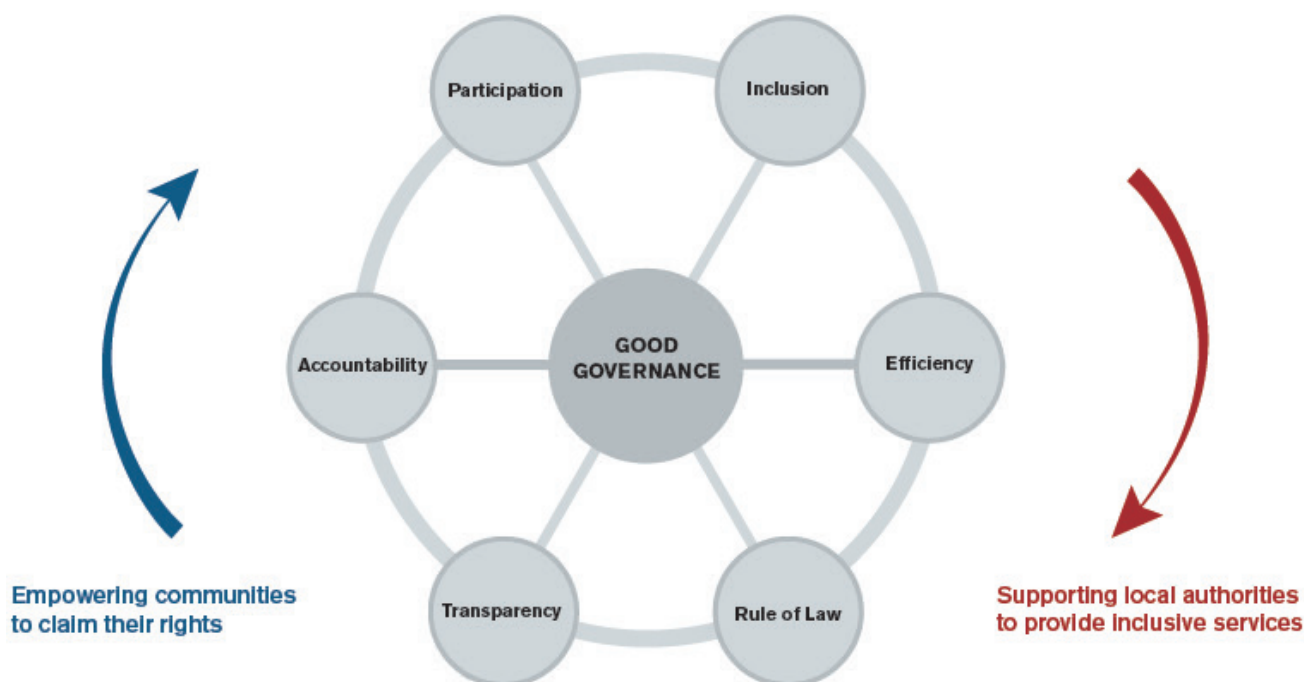 Participation
Inclusion
Accountability
GOOD
GOVERNANCE
Efficiency
Transparency
Rule of Law
Empowering communities
to claim their rights
Supporting local authorities
to provide inclusive services